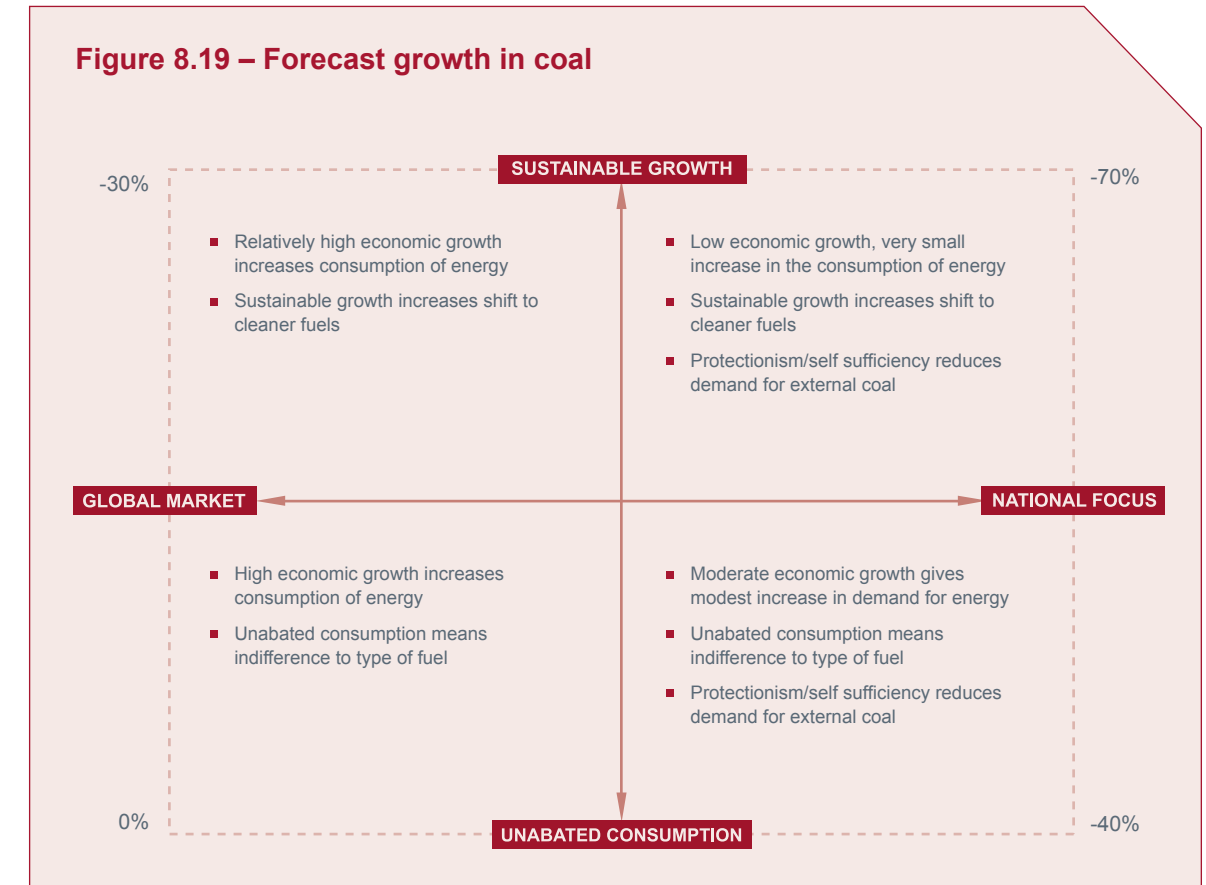 Figure 8.19 – Forecast growth in coal
SUSTAINABLE GROWTH
-30%
-70%
Relatively high economic growth
increases consumption of energy
Sustainable growth increases shift to
cleaner fuels
Low economic growth, very small
increase in the consumption of energy
Sustainable growth increases shift to
cleaner fuels
Protectionism/self sufficiency reduces
demand for external coal
GLOBAL MARKET
NATIONAL FOCUS
High economic growth increases
consumption of energy
Unabated consumption means
indifference to type of fuel
Moderate economic growth gives
modest increase in demand for energy
Unabated consumption means
indifference to type of fuel
Protectionism/self sufficiency reduces
demand for external coal
0%
-40%
UNABATED CONSUMPTION